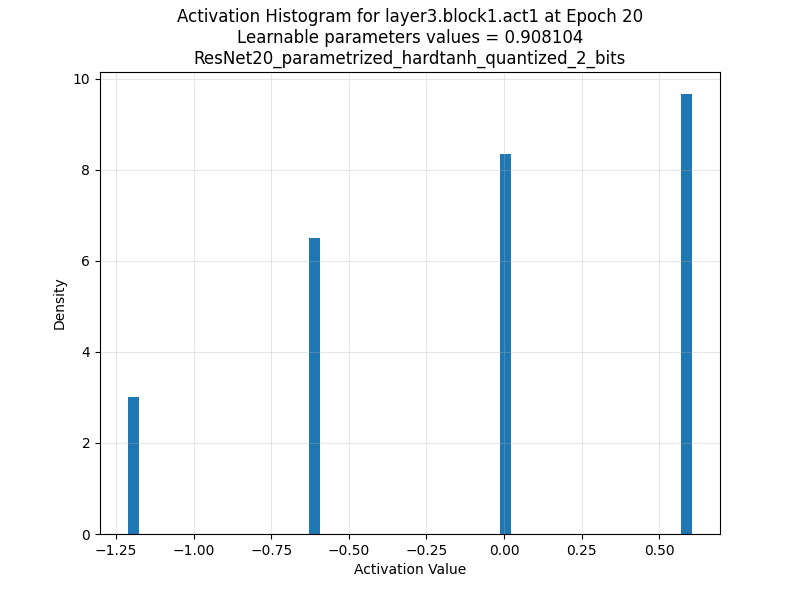 Activation Histogram for layer3.block1.act1 at Epoch 20
Learnable parameters values = 0.908104
ResNet20_parametrized_hardtanh_quantized_2_bits
10
8
6
4
2
0
Density
−1.25 −1.00 −0.75 −0.50 −0.25 0.00 0.25 0.50
Activation Value